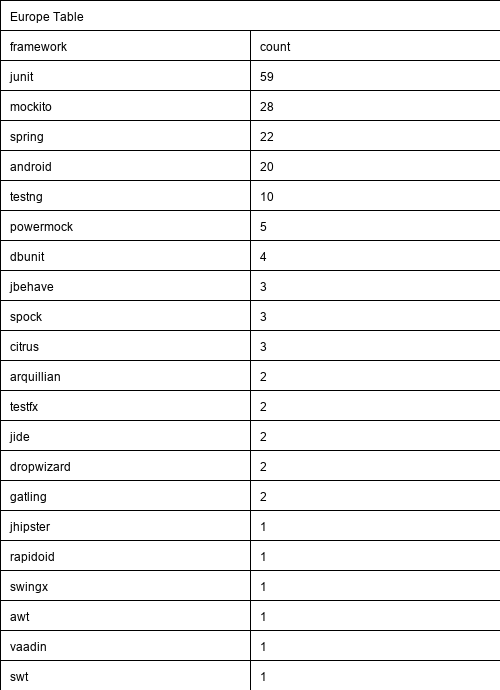 Europe Table
framework count
junit 59
mockito 28
spring 22
android 20
testng 10
powermock 5
dbunit 4
jbehave 3
spock 3
citrus 3
arquillian 2
testfx 2
jide 2
dropwizard 2
gatling 2
jhipster 1
rapidoid 1
swingx 1
awt 1
vaadin 1
swt 1